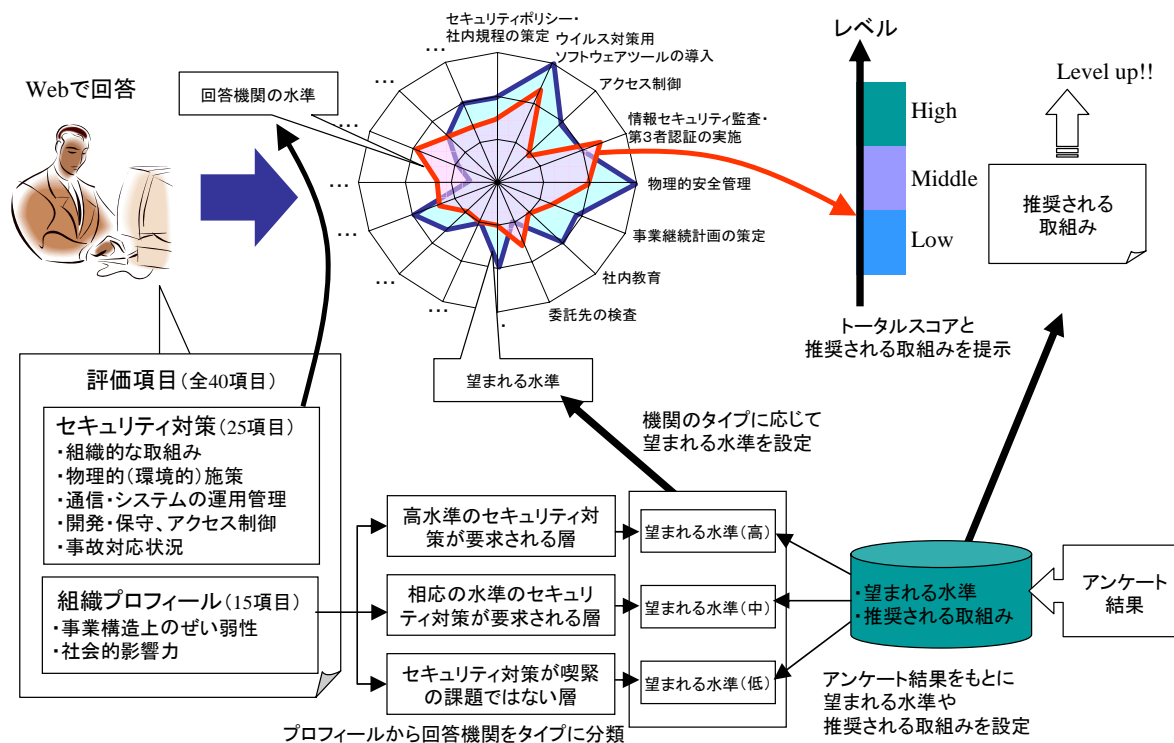 セキュリティポリシー・
社内規程の策定
ウイルス対策用
ソフトウェアツールの導入
アクセス制御
情報セキュリティ監査・
第3者認証の実施
物理的安全管理
事業継続計画の策定
社内教育
委託先の検査
.
…
…
…
…
…
…
…
…
Webで回答
回答機関の水準
望まれる水準
レベル
High
Middle
Low
Level up!!
推奨される
取組み
トータルスコアと
推奨される取組みを提示
評価項目(全40項目)
セキュリティ対策(25項目)
・組織的な取組み
・物理的(環境的)施策
・通信・システムの運用管理
・開発・保守、アクセス制御
・事故対応状況
組織プロフィール(15項目)
・事業構造上のぜい弱性
・社会的影響力
機関のタイプに応じて
望まれる水準を設定
高水準のセキュリティ対
策が要求される層
相応の水準のセキュリ
ティ対策が要求される層
セキュリティ対策が喫緊
の課題ではない層
望まれる水準(高)
望まれる水準(中)
望まれる水準(低)
・望まれる水準
・推奨される取組み
アンケート
結果
アンケート結果をもとに
望まれる水準や
推奨される取組みを設定
プロフィールから回答機関をタイプに分類